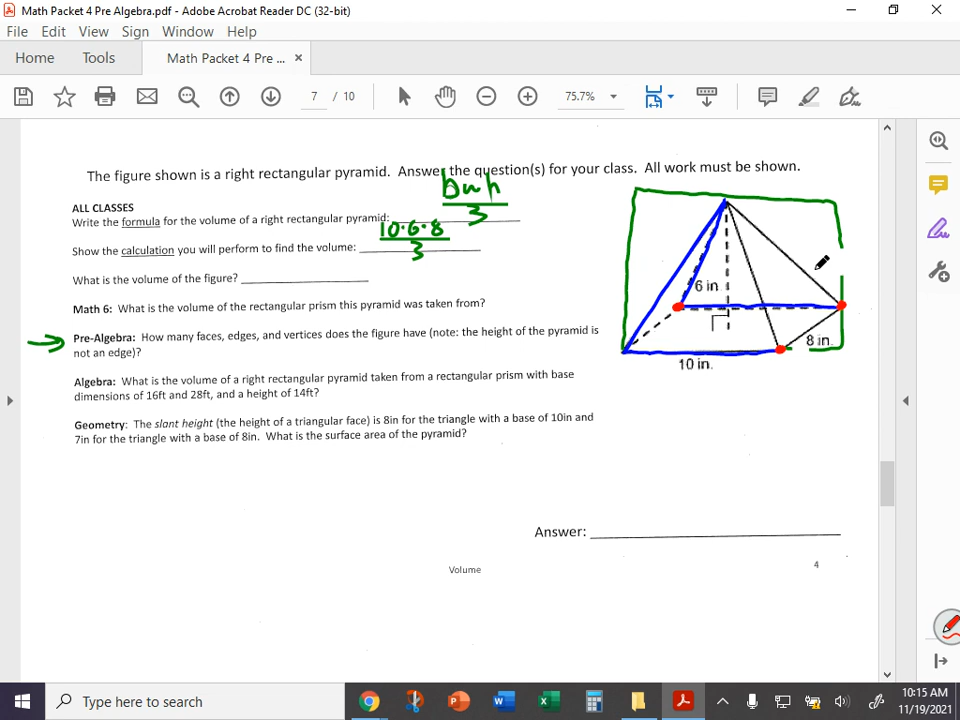 Math Packet 4 Pre Algebra.pdf - Adobe Acrobat Reader DC (32-bit)
File Edit View Sign Window Help
Home Tools Math Packet 4 Pre ... ×
7 / 10 75.7%
The figure shown is a right rectangular pyramid. Answer the question(s) for your class. All work must be shown.
ALL CLASSES
Write the formula for the volume of a right rectangular pyramid:
3
10·6·8
Show the calculation you will perform to find the volume:
3
What is the volume of the figure?
Math 6: What is the volume of the rectangular prism this pyramid was taken from?
Pre-Algebra: How many faces, edges, and vertices does the figure have (note: the height of the pyramid is
not an edge)?
Algebra: What is the volume of a right rectangular pyramid taken from a rectangular prism with base
dimensions of 16ft and 28ft, and a height of 14ft?
Geometry: The slant height (the height of a triangular face) is 8in for the triangle with a base of 10in and
7in for the triangle with a base of 8in. What is the surface area of the pyramid?
6 in.
8 in.
10 in.
Answer:
Volume
4
Type here to search
10:15 AM
11/19/2021